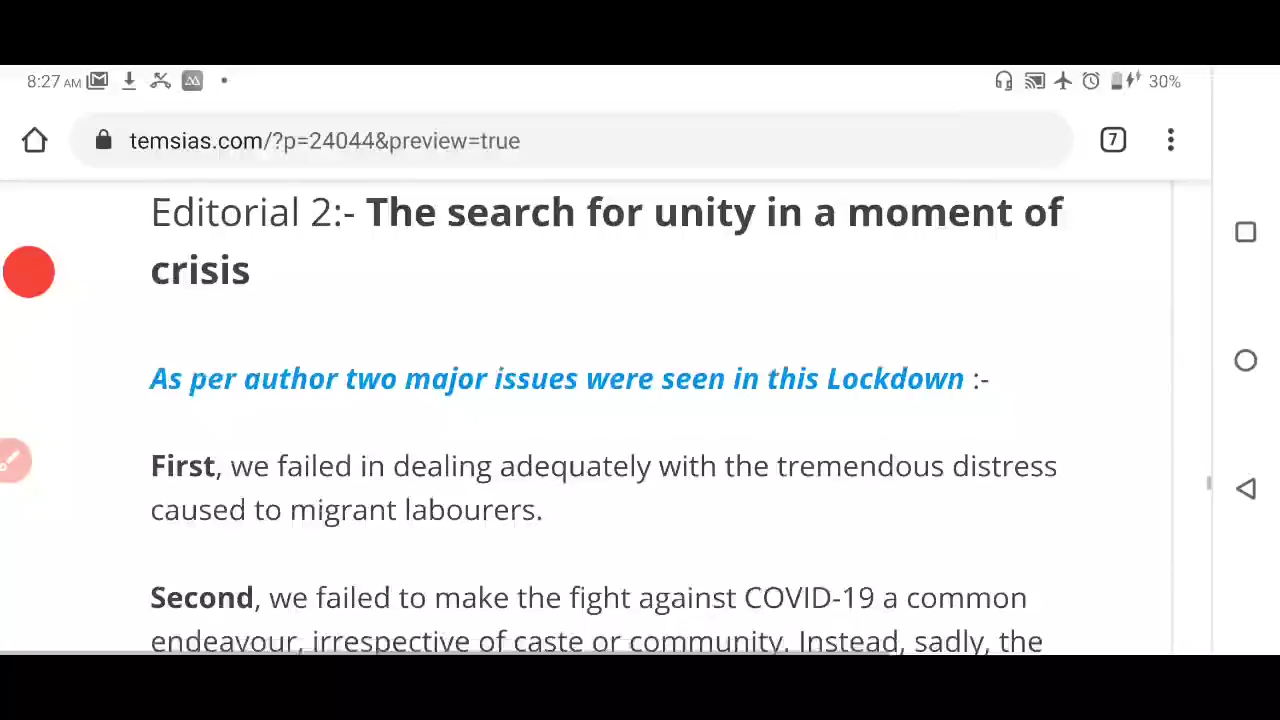 8:27 AM
30%
temsias.com/?p=24044&preview=true
7
Editorial 2:- The search for unity in a moment of
crisis
As per author two major issues were seen in this Lockdown :-
First, we failed in dealing adequately with the tremendous distress
caused to migrant labourers.
Second, we failed to make the fight against COVID-19 a common
endeavour, irrespective of caste or community. Instead, sadly, the